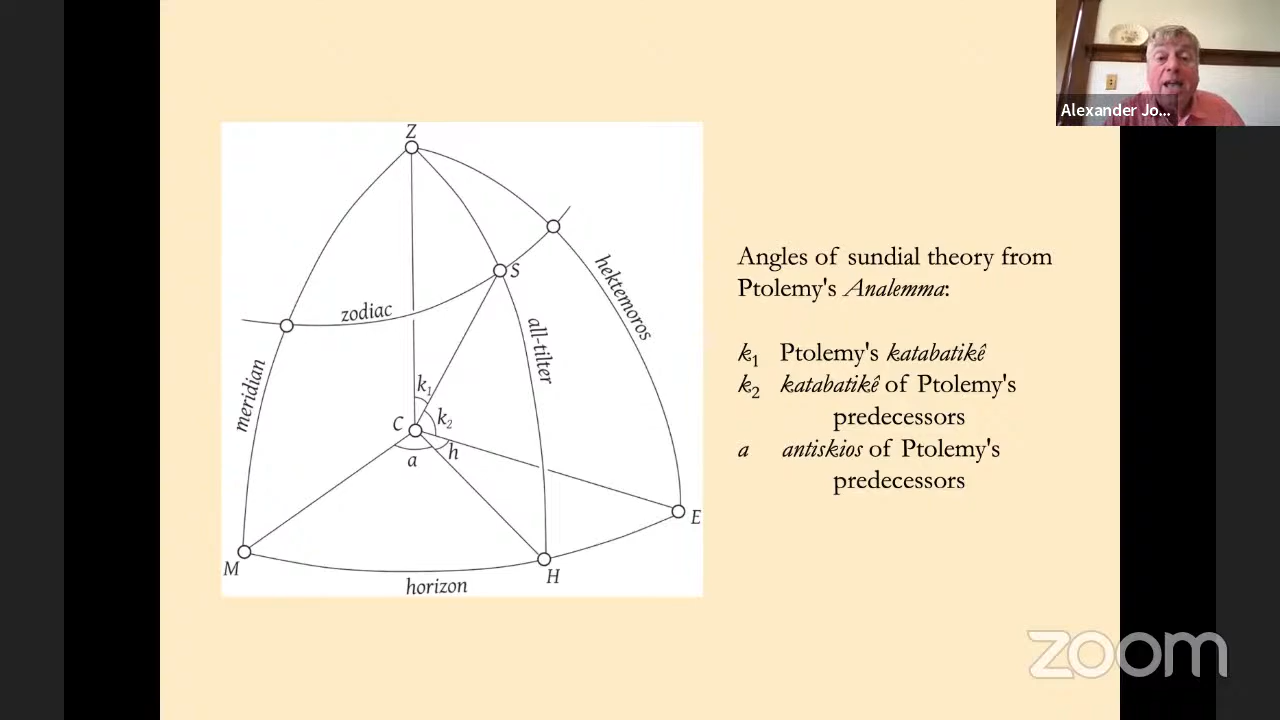 Alexander Jo...
Z
S
hektemoros
zodiac
all-tilter
meridian
k1
k2
C
h
a
E
M
H
horizon
Angles of sundial theory from
Ptolemy's Analemma:
k1 Ptolemy's katabatikê
k2 katabatikê of Ptolemy's
predecessors
a antiskios of Ptolemy's
predecessors
zoom